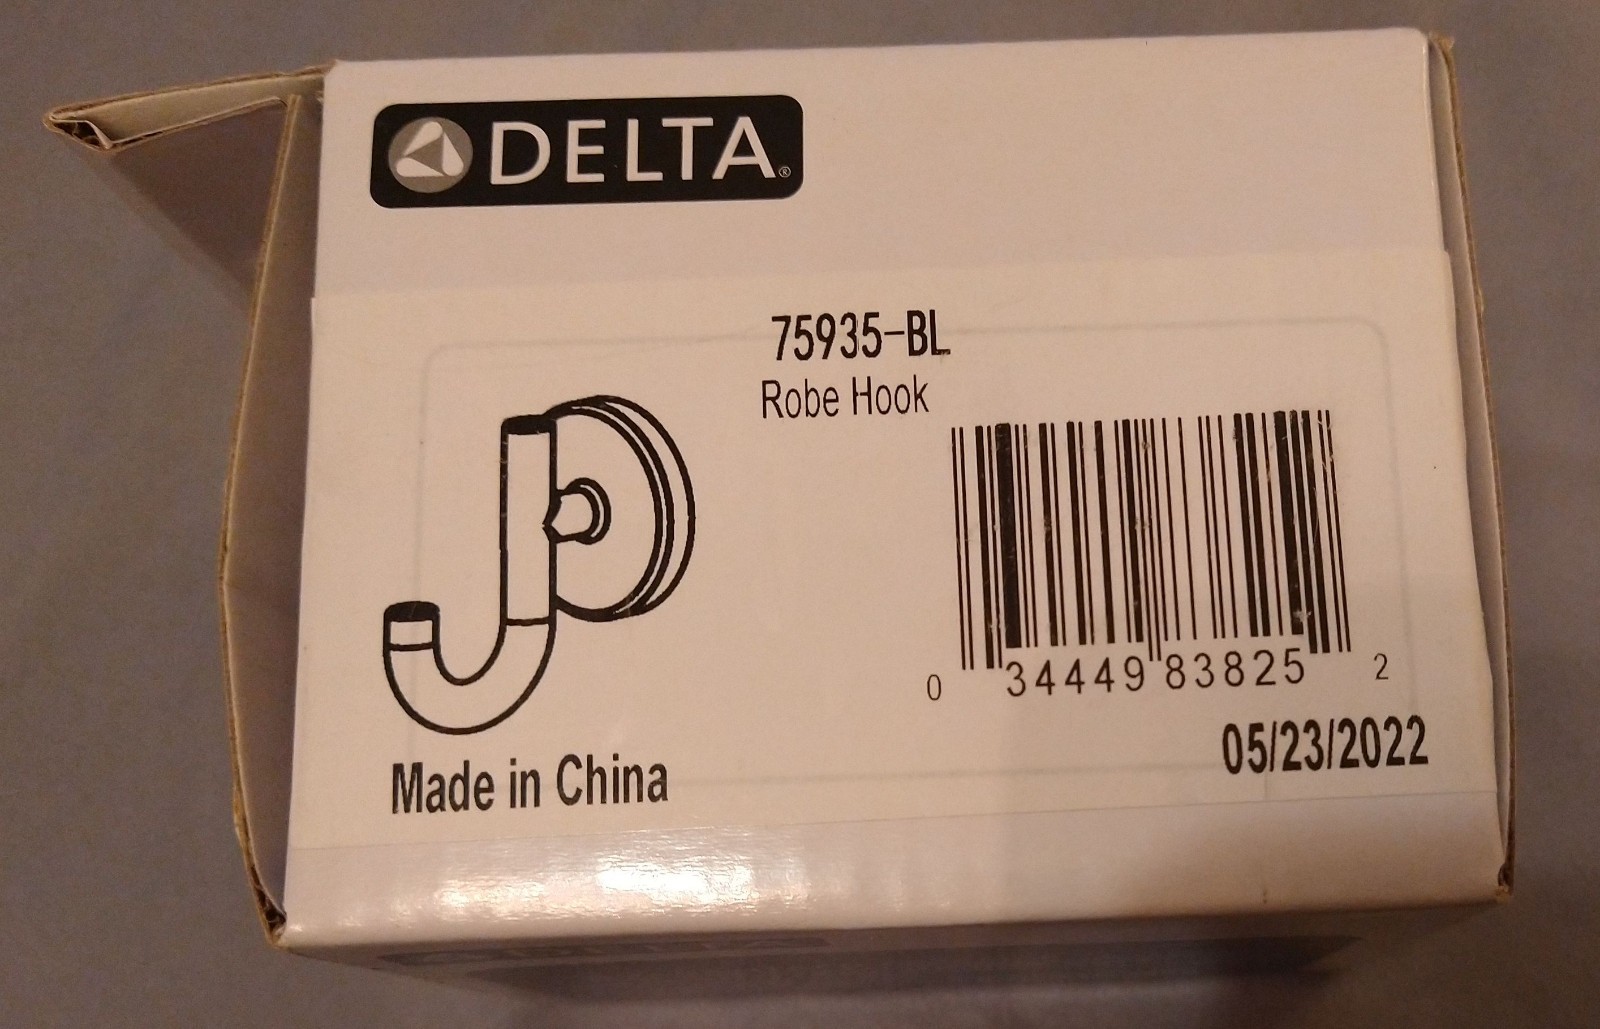 DELTA®
75935-BL
Robe Hook
0 34449 83825 2
05/23/2022
Made in China